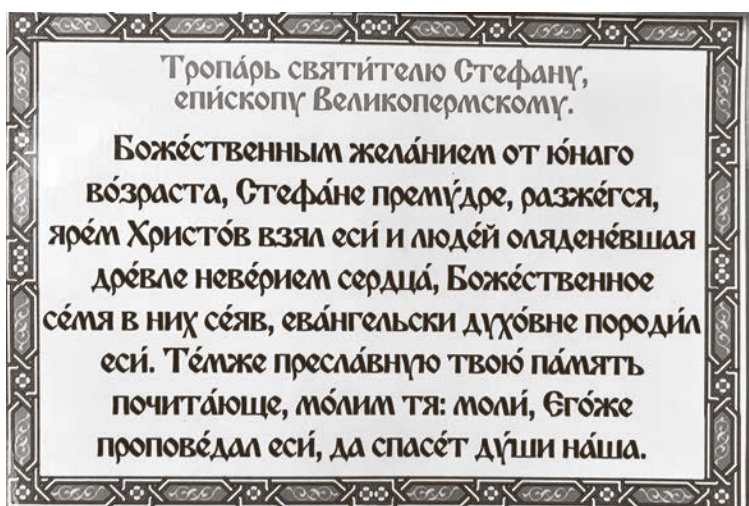 Тропа́рь святи́телю Стефану,
епи́скопу Великопермскому.
Боже́ственным жела́нием от ю́наго
во́зраста, Стефа́не прему́дре, разже́гся,
яре́м Христо́в взял еси́ и люде́й оляде­не́вшая
дре́вле неве́рием сердца́, Боже́ственное
се́мя в них се́яв, ева́нгельски духо́вне породи́л
еси́. Те́мже пресла́вную твою́ па́мять
почита́юще, мо́лим тя: моли́, Его́же
пропове́дал еси́, да спасе́т ду́ши на́ша.